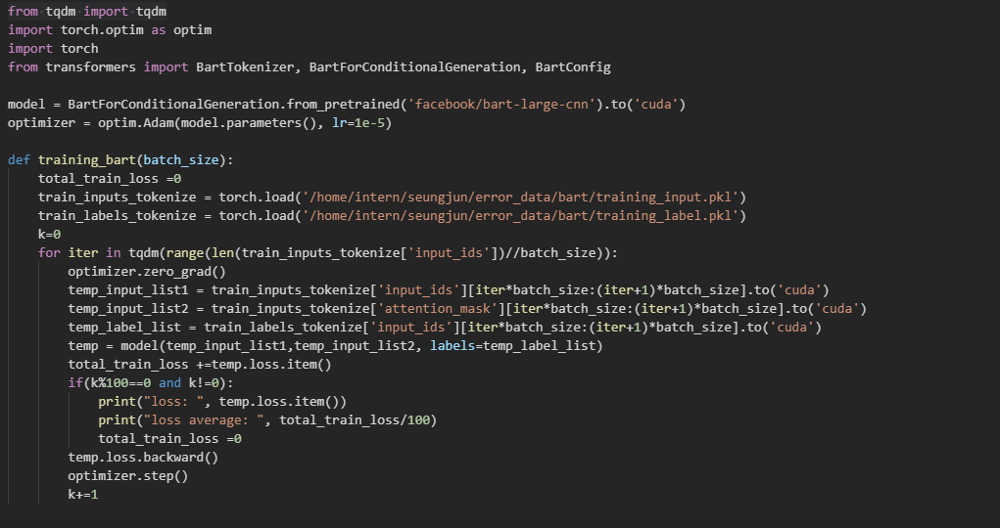 from tqdm import tqdm
import torch.optim as optim
import torch
from transformers import BartTokenizer, BartForConditionalGeneration, BartConfig

model = BartForConditionalGeneration.from_pretrained('facebook/bart-large-cnn').to('cuda')
optimizer = optim.Adam(model.parameters(), lr=1e-5)

def training_bart(batch_size):
    total_train_loss =0
    train_inputs_tokenize = torch.load('/home/intern/seungjun/error_data/bart/training_input.pkl')
    train_labels_tokenize = torch.load('/home/intern/seungjun/error_data/bart/training_label.pkl')
    k=0
    for iter in tqdm(range(len(train_inputs_tokenize['input_ids'])//batch_size)):
        optimizer.zero_grad()
        temp_input_list1 = train_inputs_tokenize['input_ids'][iter*batch_size:(iter+1)*batch_size].to('cuda')
        temp_input_list2 = train_inputs_tokenize['attention_mask'][iter*batch_size:(iter+1)*batch_size].to('cuda')
        temp_label_list = train_labels_tokenize['input_ids'][iter*batch_size:(iter+1)*batch_size].to('cuda')
        temp = model(temp_input_list1,temp_input_list2, labels=temp_label_list)
        total_train_loss +=temp.loss.item()
        if(k%100==0 and k!=0):
            print("loss: ", temp.loss.item())
            print("loss average: ", total_train_loss/100)
            total_train_loss =0
        temp.loss.backward()
        optimizer.step()
        k+=1